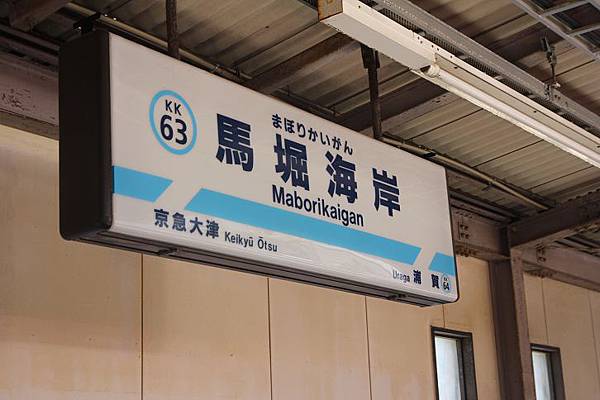 KK
63
まぼりかいがん
馬堀海岸
Maborikaigan
京急大津 Keikyū Ōtsu
Uraga 浦賀 KK 64